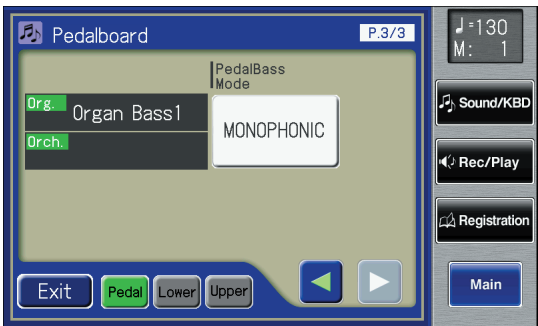 Pedalboard
P.3/3
PedalBass
Mode
Org. Organ Bass1
MONOPHONIC
Orch.
Exit
Pedal
Lower
Upper
♩=130
M: 1
Sound/KBD
Rec/Play
Registration
Main